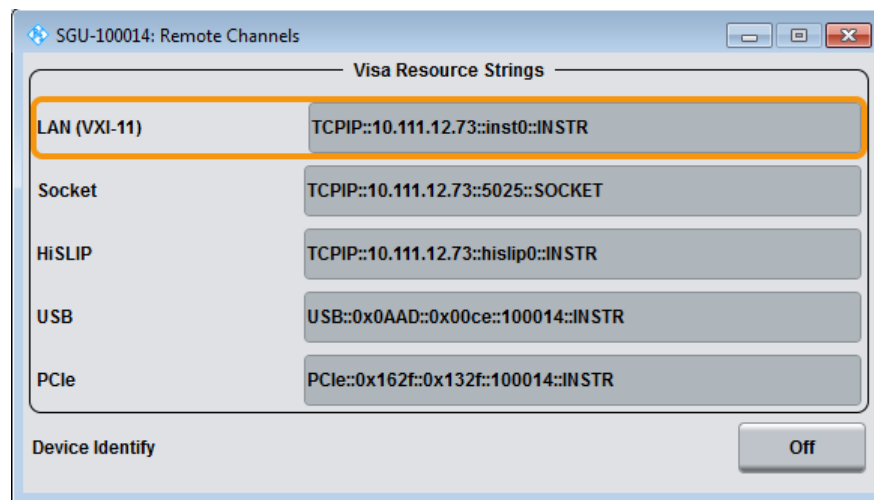 SGU-100014: Remote Channels
Visa Resource Strings
LAN (VXI-11) TCPIP::10.111.12.73::inst0::INSTR
Socket TCPIP::10.111.12.73::5025::SOCKET
HiSLIP TCPIP::10.111.12.73::hislip0::INSTR
USB USB::0x0AAD::0x00ce::100014::INSTR
PCIe PCIe::0x162f::0x132f::100014::INSTR
Device Identify Off